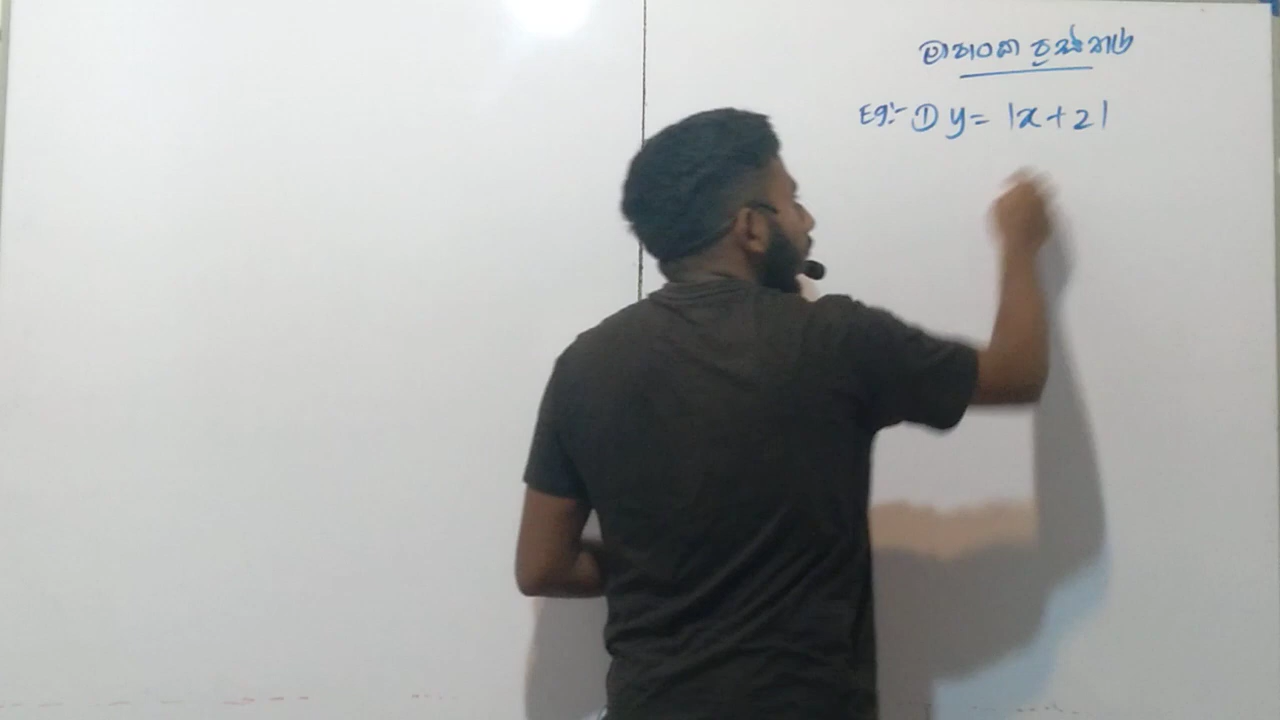 මාපාංක ප්‍රස්තාර
Eg:- ① y = |x+2|